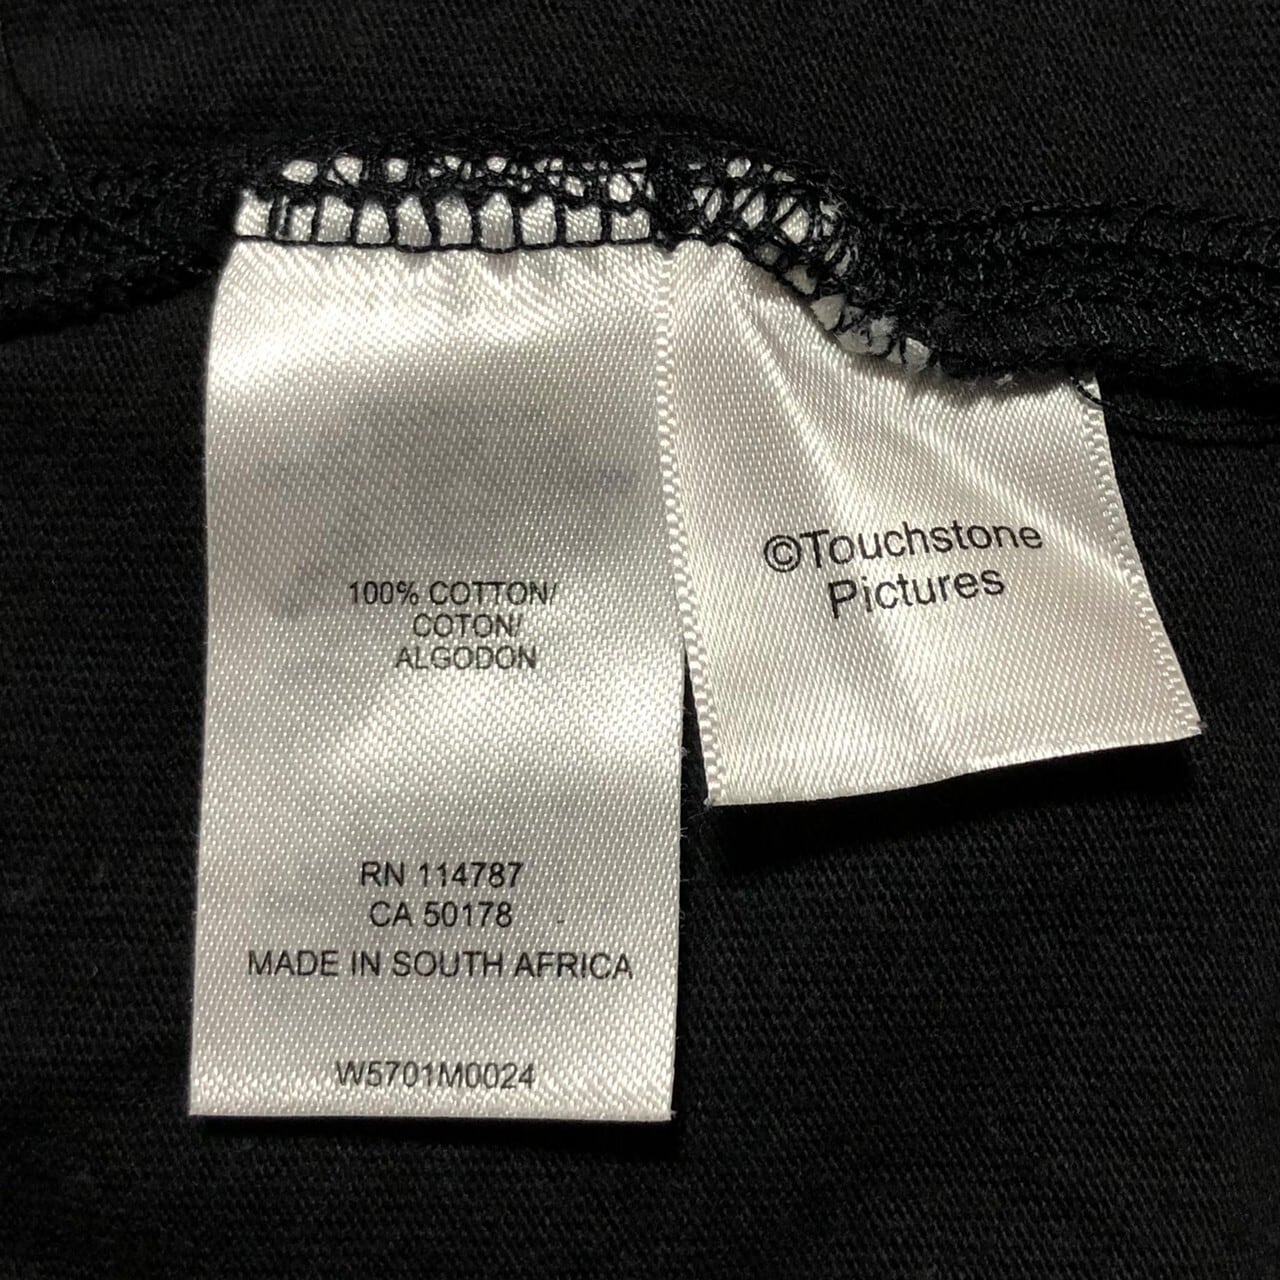 100% COTTON/
COTON/
ALGODON
RN 114787
CA 50178
MADE IN SOUTH AFRICA
W5701M0024
©Touchstone
Pictures